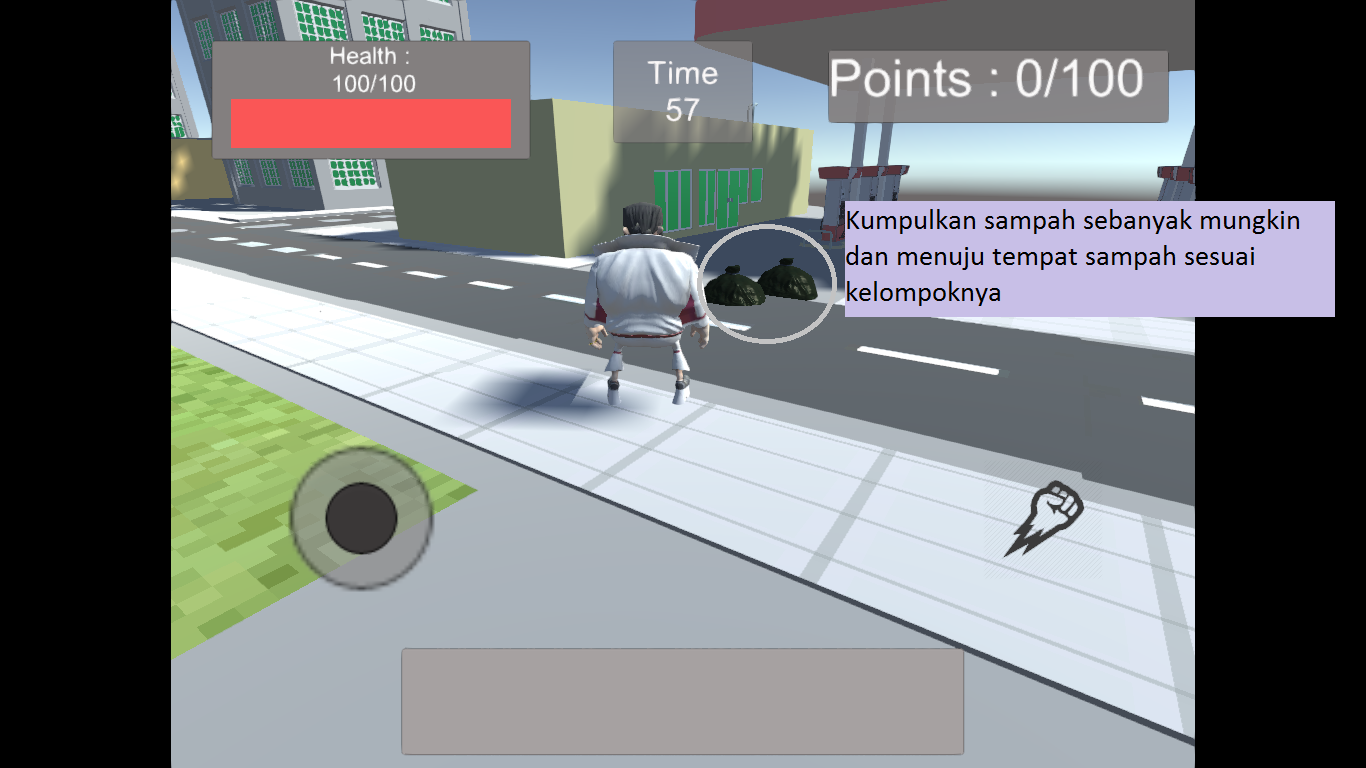 Health :
100/100
Time
57
Points : 0/100
Kumpulkan sampah sebanyak mungkin
dan menuju tempat sampah sesuai
kelompoknya